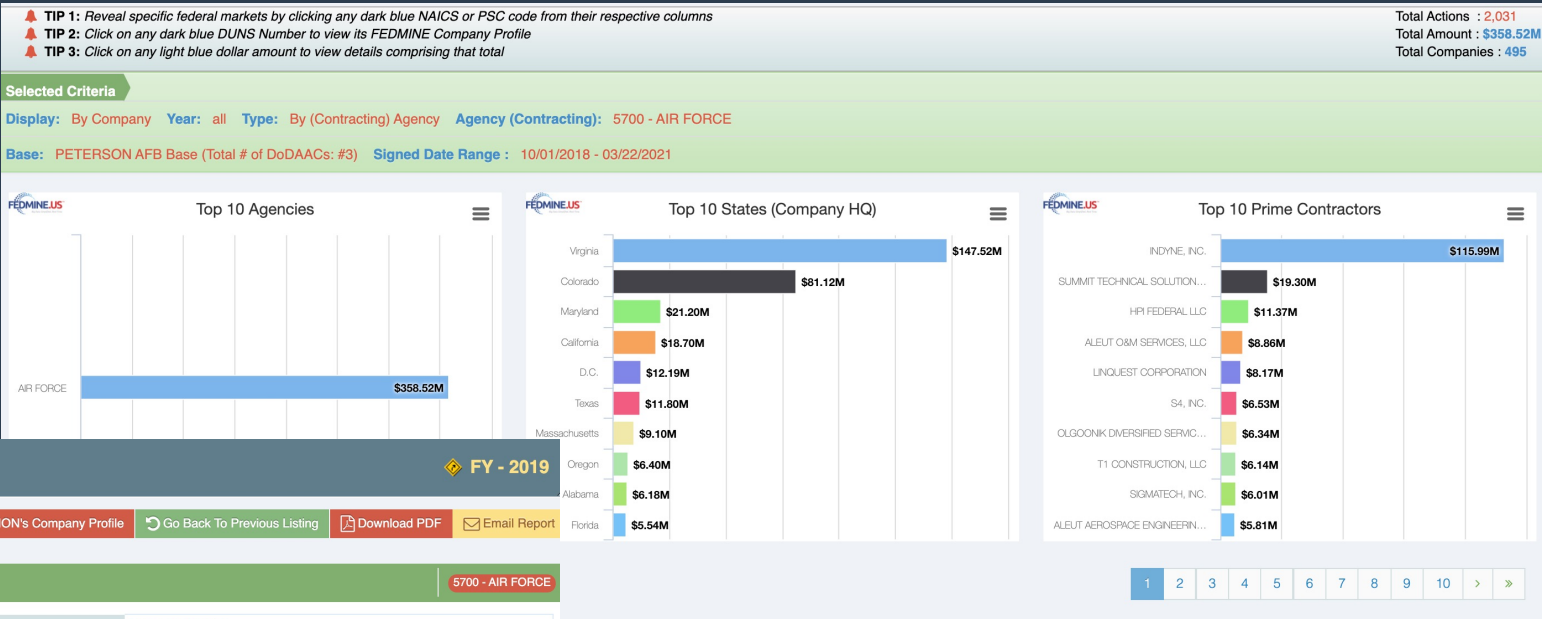 TIP 1: Reveal specific federal markets by clicking any dark blue NAICS or PSC code from their respective columns
TIP 2: Click on any dark blue DUNS Number to view its FEDMINE Company Profile
TIP 3: Click on any light blue dollar amount to view details comprising that total
Total Actions : 2,031
Total Amount : $358.52M
Total Companies : 495
Selected Criteria
Display: By Company Year: all Type: By (Contracting) Agency Agency (Contracting): 5700 - AIR FORCE
Base: PETERSON AFB Base (Total # of DoDAACs: #3) Signed Date Range : 10/01/2018 - 03/22/2021
FEDMINE.US
Top 10 Agencies
AIR FORCE $358.52M
FEDMINE.US
Top 10 States (Company HQ)
Virginia $147.52M
Colorado $81.12M
Maryland $21.20M
California $18.70M
D.C. $12.19M
Texas $11.80M
Massachusetts $9.10M
Oregon $6.40M
Alabama $6.18M
Florida $5.54M
FEDMINE.US
Top 10 Prime Contractors
INDYNE, INC. $115.99M
SUMMIT TECHNICAL SOLUTION... $19.30M
HPI FEDERAL LLC $11.37M
ALEUT O&M SERVICES, LLC $8.86M
LINQUEST CORPORATION $8.17M
S4, INC. $6.53M
OLGOONIK DIVERSIFIED SERVIC... $6.34M
T1 CONSTRUCTION, LLC $6.14M
SIGMATECH, INC. $6.01M
ALEUT AEROSPACE ENGINEERIN... $5.81M
FY - 2019
ION's Company Profile Go Back To Previous Listing Download PDF Email Report
5700 - AIR FORCE
1 2 3 4 5 6 7 8 9 10 › »